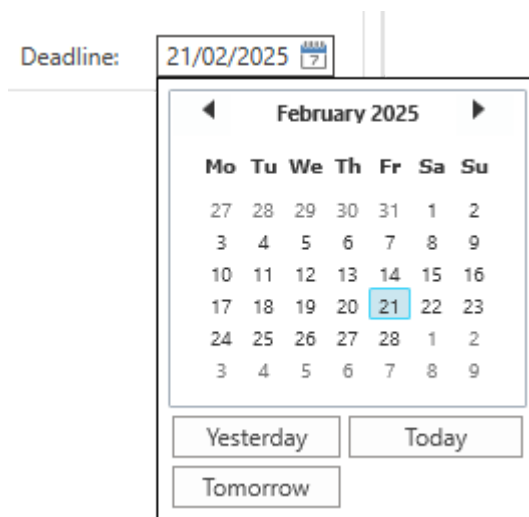 Deadline: 21/02/2025 7
February 2025
Mo Tu We Th Fr Sa Su
27 28 29 30 31 1 2
3 4 5 6 7 8 9
10 11 12 13 14 15 16
17 18 19 20 21 22 23
24 25 26 27 28 1 2
3 4 5 6 7 8 9
Yesterday Today
Tomorrow